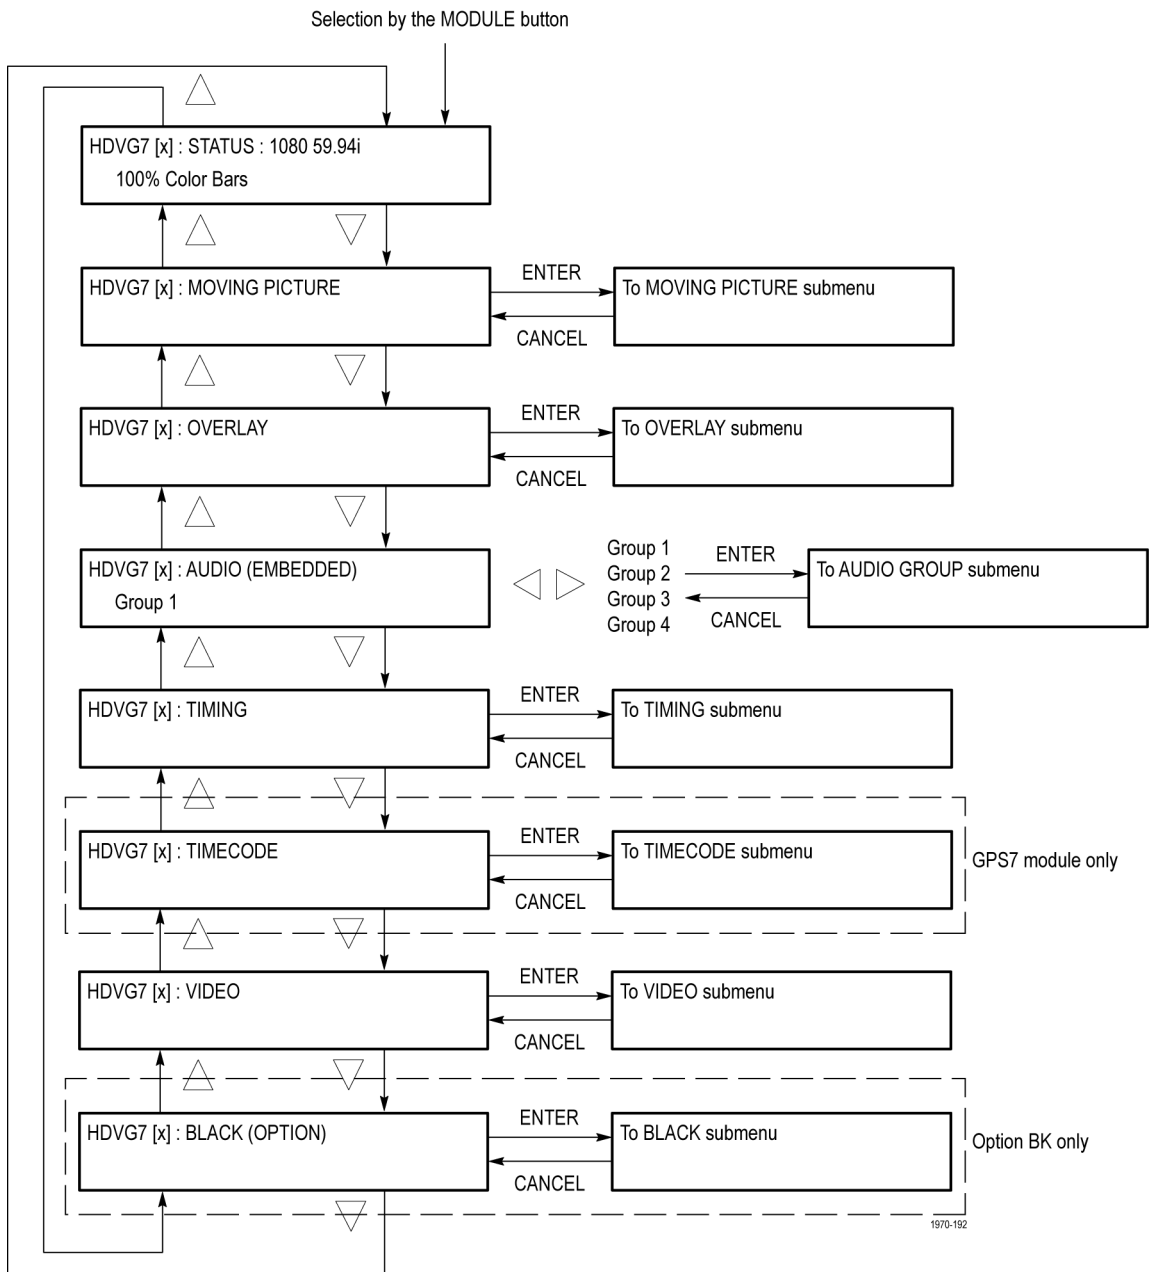 Selection by the MODULE button
HDVG7 [x] : STATUS : 1080 59.94i
100% Color Bars
HDVG7 [x] : MOVING PICTURE
ENTER
CANCEL
To MOVING PICTURE submenu
HDVG7 [x] : OVERLAY
ENTER
CANCEL
To OVERLAY submenu
HDVG7 [x] : AUDIO (EMBEDDED)
Group 1
Group 1
Group 2
Group 3
Group 4
ENTER
CANCEL
To AUDIO GROUP submenu
HDVG7 [x] : TIMING
ENTER
CANCEL
To TIMING submenu
HDVG7 [x] : TIMECODE
ENTER
CANCEL
To TIMECODE submenu
GPS7 module only
HDVG7 [x] : VIDEO
ENTER
CANCEL
To VIDEO submenu
HDVG7 [x] : BLACK (OPTION)
ENTER
CANCEL
To BLACK submenu
Option BK only
1970-192